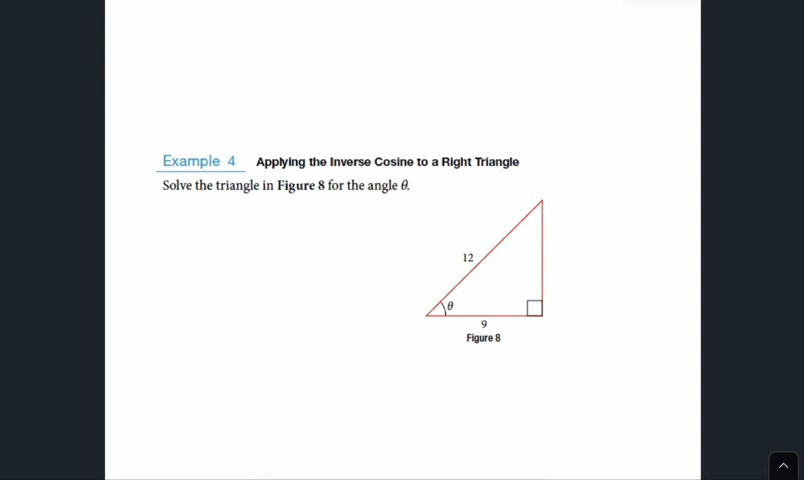 Example 4 Applying the Inverse Cosine to a Right Triangle
Solve the triangle in Figure 8 for the angle θ.
12
θ
9
Figure 8